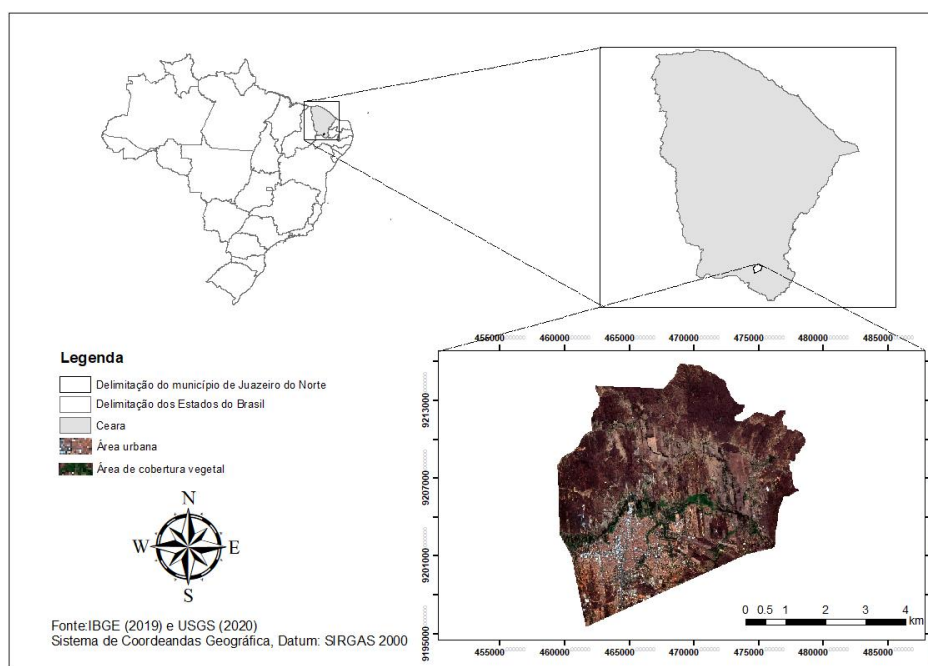 455000 460000 465000 470000 475000 480000 485000
Legenda
Delimitação do município de Juazeiro do Norte
Delimitação dos Estados do Brasil
Ceara
Área urbana
Área de cobertura vegetal
N
W E
S
Fonte:IBGE (2019) e USGS (2020)
Sistema de Coordeandas Geográfica, Datum: SIRGAS 2000
9213000
9207000
9201000
9195000
0 0.5 1 2 3 4
km
455000 460000 465000 470000 475000 480000 485000